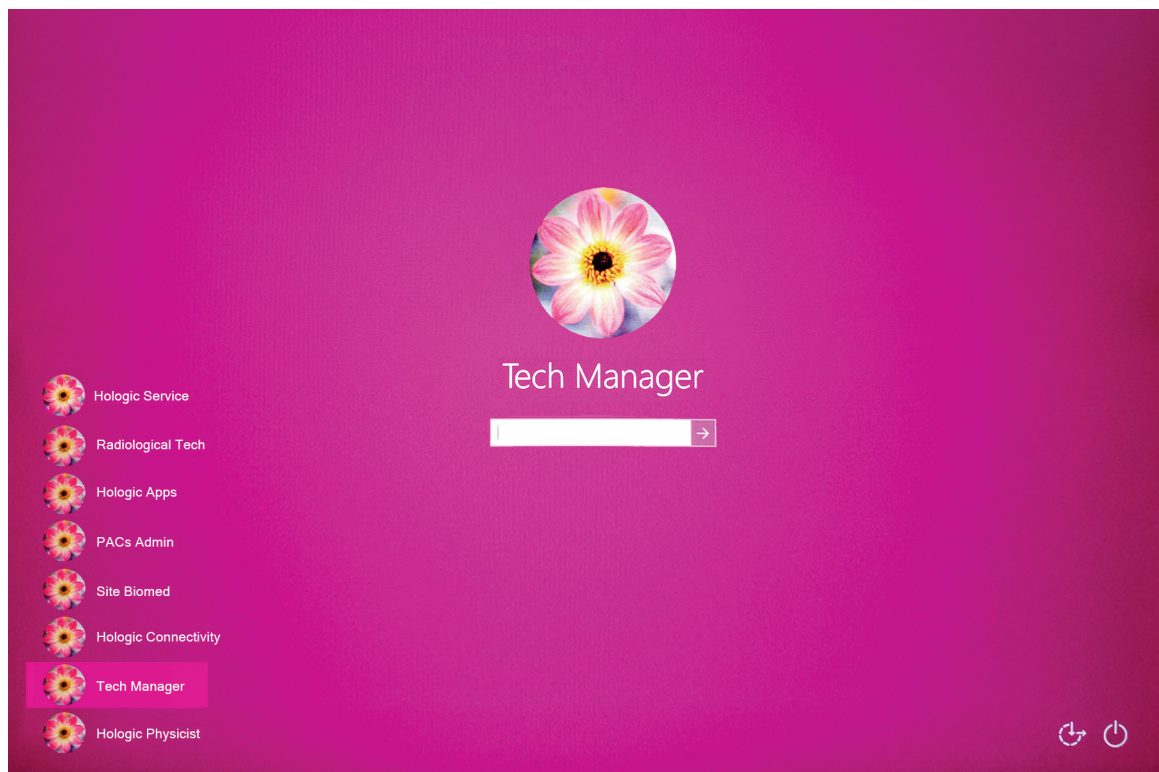 Tech Manager
Hologic Service
Radiological Tech
Hologic Apps
PACs Admin
Site Biomed
Hologic Connectivity
Tech Manager
Hologic Physicist